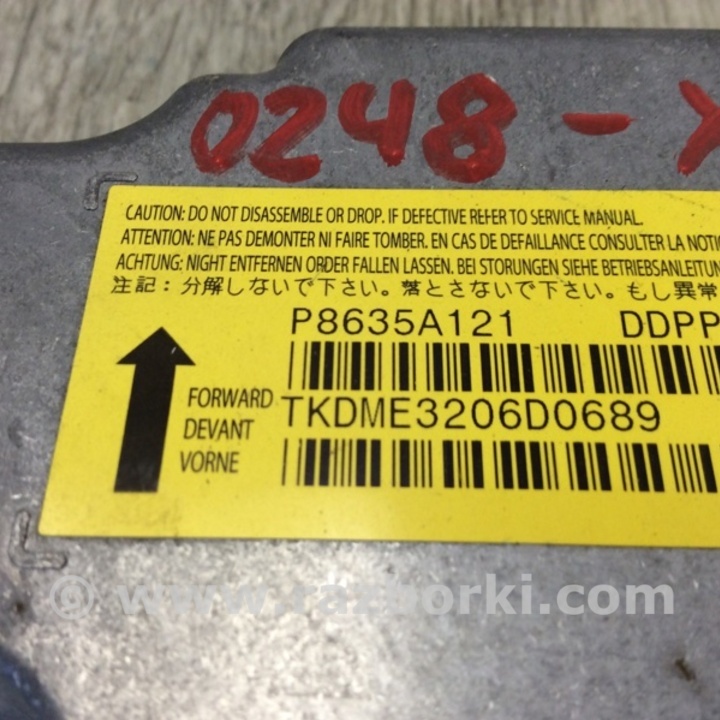 0248-
CAUTION: DO NOT DISASSEMBLE OR DROP. IF DEFECTIVE REFER TO SERVICE MANUAL.
ATTENTION: NE PAS DEMONTER NI FAIRE TOMBER. EN CAS DE DEFAILLANCE CONSULTER LA NOTIC
ACHTUNG: NIGHT ENTFERNEN ORDER FALLEN LASSEN. BEI STORUNGEN SIEHE BETRIEBSANLEITUN
注記：分解しないで下さい。落とさないで下さい。もし異常
P8635A121 DDPP
FORWARD TKDME3206D0689
DEVANT
VORNE
© www.razborki.com